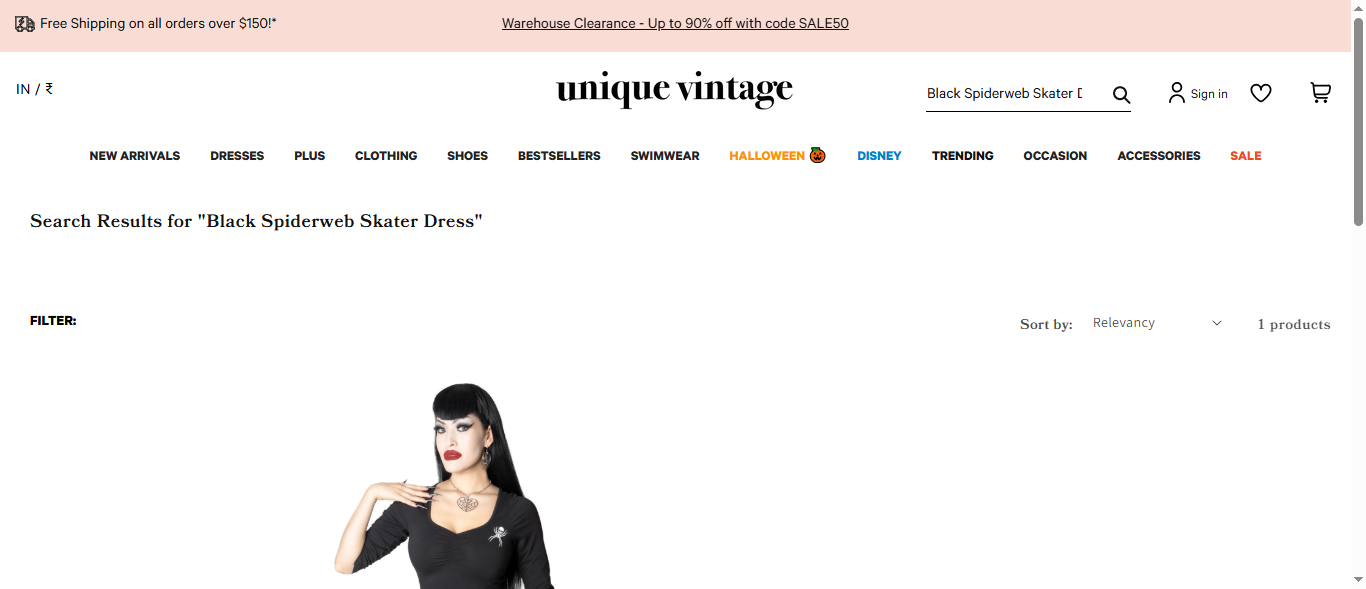 Free Shipping on all orders over $150!*
Warehouse Clearance - Up to 90% off with code SALE50
IN / ₹
unique vintage
Black Spiderweb Skater D
Sign in
NEW ARRIVALS DRESSES PLUS CLOTHING SHOES BESTSELLERS SWIMWEAR HALLOWEEN DISNEY TRENDING OCCASION ACCESSORIES SALE
Search Results for "Black Spiderweb Skater Dress"
FILTER:
Sort by: Relevancy
1 products